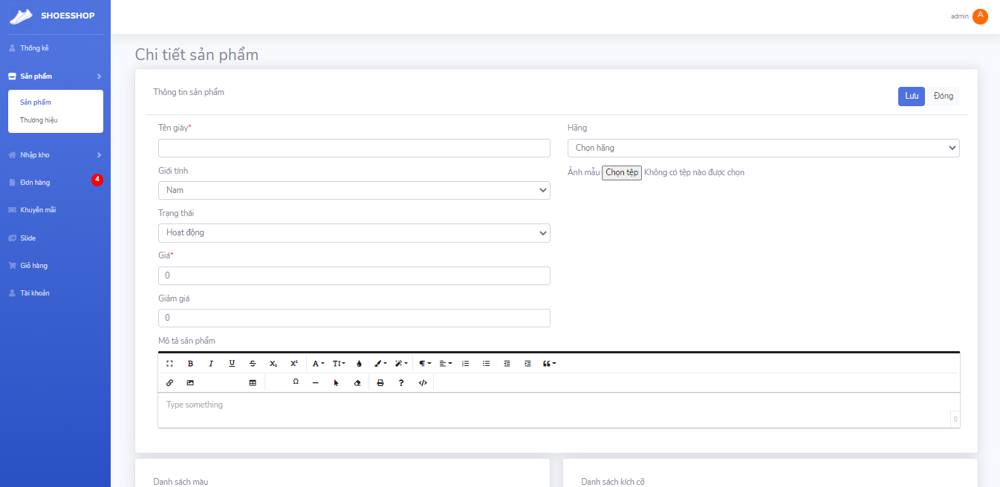 SHOESSHOP
admin
A
Thống kê
Sản phẩm
Sản phẩm
Thương hiệu
Nhập kho
Đơn hàng
4
Khuyến mãi
Slide
Giỏ hàng
Tài khoản
Chi tiết sản phẩm
Thông tin sản phẩm
Lưu
Đóng
Tên giày*
Hãng
Chọn hãng
Giới tính
Ảnh mẫu Chọn tệp Không có tệp nào được chọn
Nam
Trạng thái
Hoạt động
Giá*
0
Giảm giá
0
Mô tả sản phẩm
Type something
0
Danh sách màu
Danh sách kích cỡ